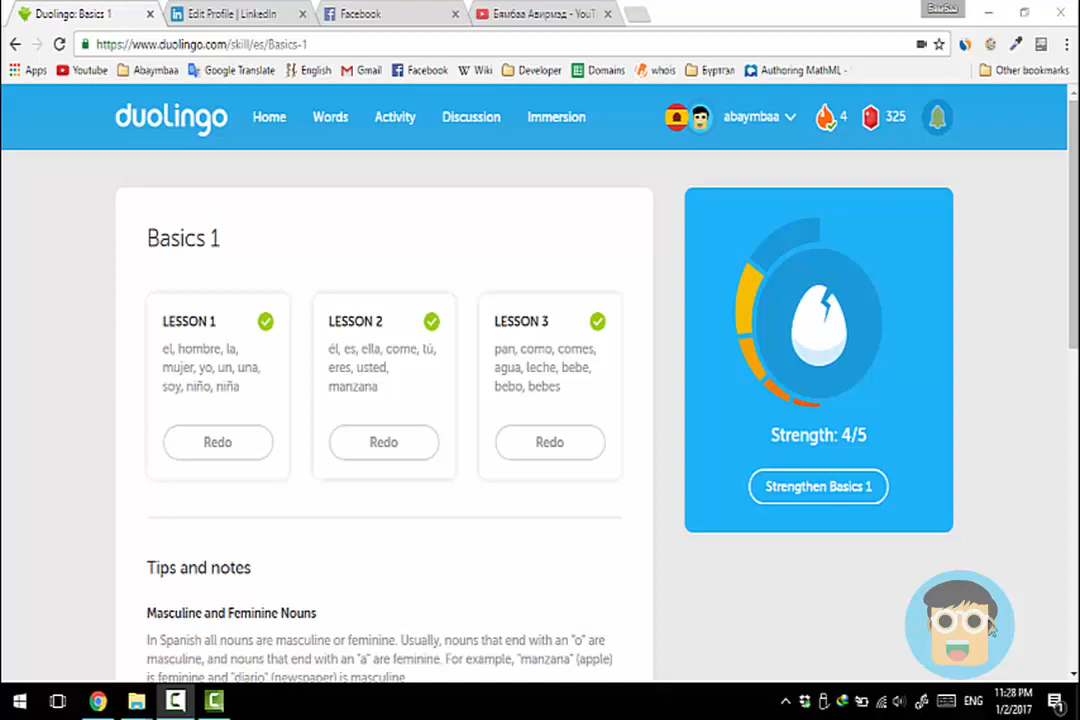 Duolingo: Basics 1
Edit Profile | LinkedIn
Facebook
Бямбаа Авирмэд - YouT
Бямбаа
https://www.duolingo.com/skill/es/Basics-1
Apps
Youtube
Abaymbaa
Google Translate
English
Gmail
Facebook
Wiki
Developer
Domains
whois
Бүртгэл
Authoring MathML -
Other bookmarks
duolingo
Home
Words
Activity
Discussion
Immersion
abaymbaa
4
325
Basics 1
LESSON 1
el, hombre, la,
mujer, yo, un, una,
soy, niño, niña
Redo
LESSON 2
él, es, ella, come, tú,
eres, usted,
manzana
Redo
LESSON 3
pan, como, comes,
agua, leche, bebe,
bebo, bebes
Redo
Strength: 4/5
Strengthen Basics 1
Tips and notes
Masculine and Feminine Nouns
In Spanish all nouns are masculine or feminine. Usually, nouns that end with an "o" are
masculine, and nouns that end with an "a" are feminine. For example, "manzana" (apple)
is feminine and "diario" (newspaper) is masculine
ENG
11:28 PM
1/2/2017